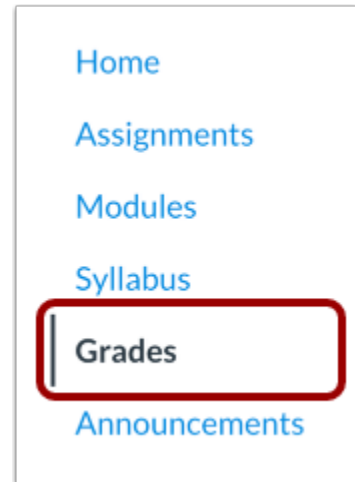 Home
Assignments
Modules
Syllabus
Grades
Announcements